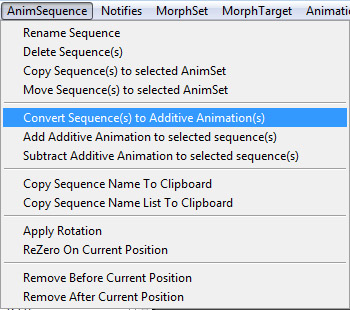 AnimSequence Notifies MorphSet MorphTarget
Rename Sequence
Delete Sequence(s)
Copy Sequence(s) to selected AnimSet
Move Sequence(s) to selected AnimSet
Convert Sequence(s) to Additive Animation(s)
Add Additive Animation to selected sequence(s)
Subtract Additive Animation to selected sequence(s)
Copy Sequence Name To Clipboard
Copy Sequence Name List To Clipboard
Apply Rotation
ReZero On Current Position
Remove Before Current Position
Remove After Current Position